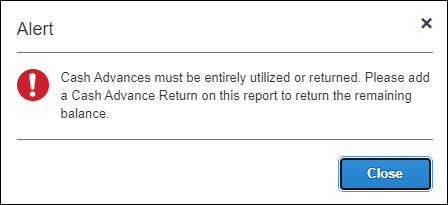 Alert
Cash Advances must be entirely utilized or returned. Please add
a Cash Advance Return on this report to return the remaining
balance.
Close